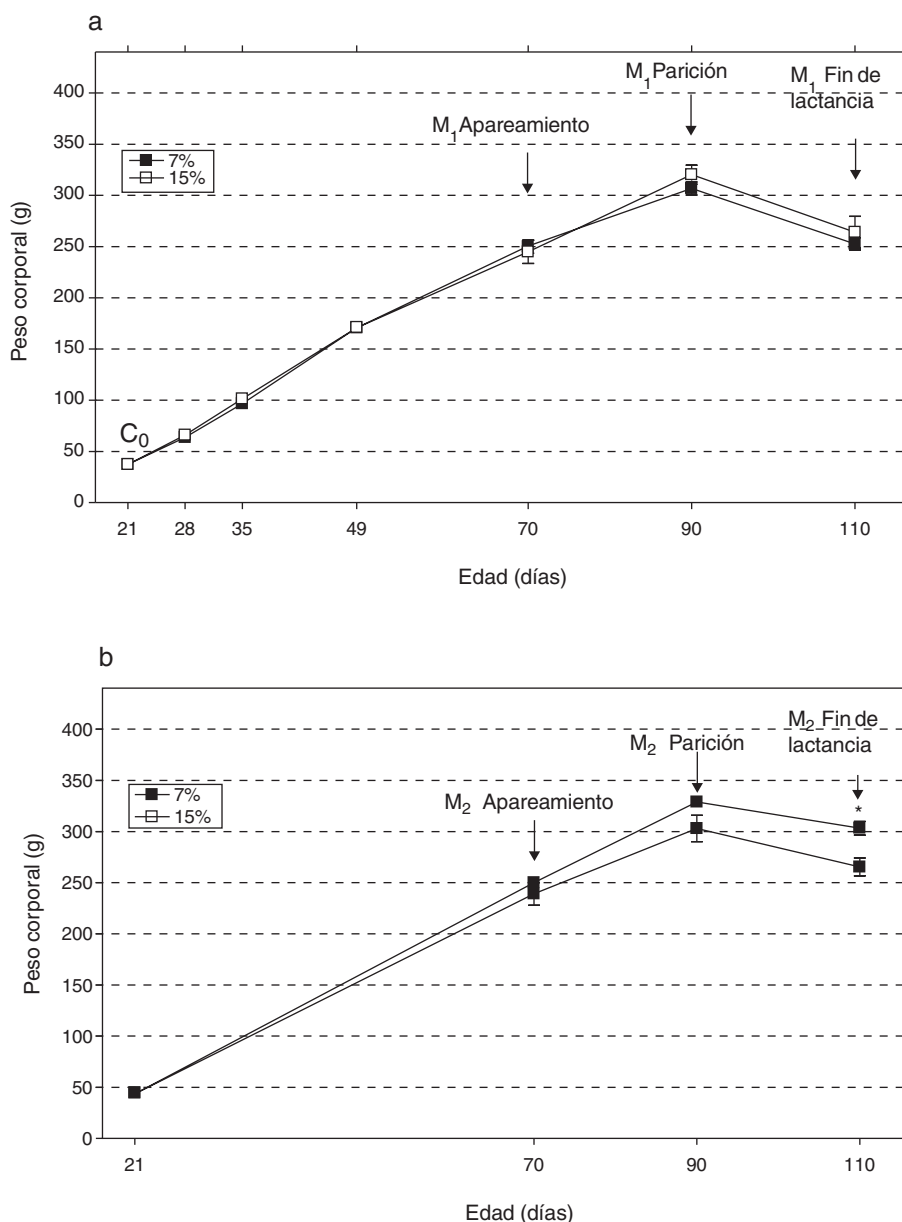 a
M1 Parición
M1 Fin de
lactancia
M1 Apareamiento
7%
15%
C0
Peso corporal (g)
400
350
300
250
200
150
100
50
0
21 28 35 49 70 90 110
Edad (días)
b
M2 Fin de
lactancia
M2 Parición
M2 Apareamiento
*
7%
15%
Peso corporal (g)
400
350
300
250
200
150
100
50
0
21 70 90 110
Edad (días)